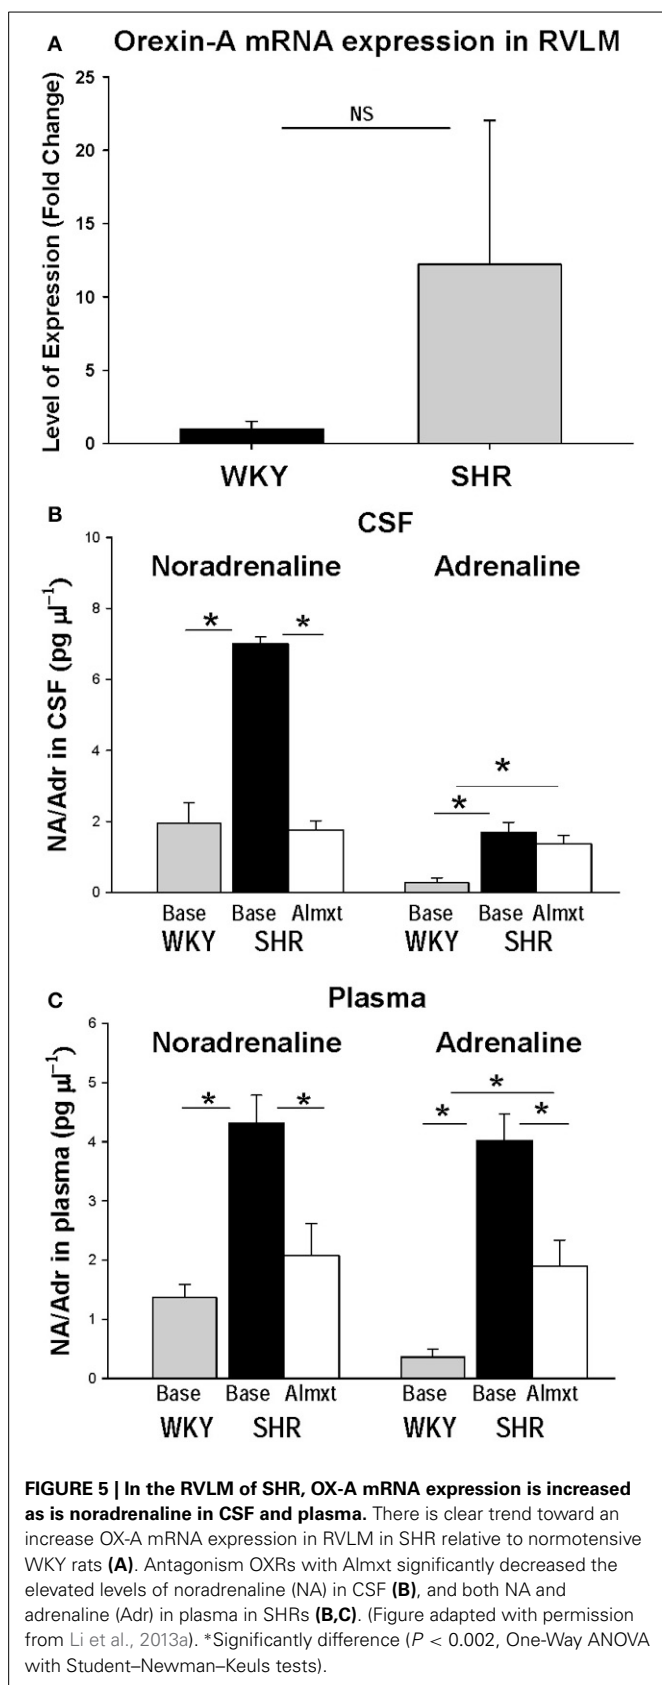 A Orexin-A mRNA expression in RVLM
25
20
15
10
5
0
Level of Expression (Fold Change)
NS
WKY SHR
B CSF
10
8
6
4
2
0
NA/Adr in CSF (pg µl⁻¹)
Noradrenaline Adrenaline
* * * *
Base Base Almxt Base Base Almxt
WKY SHR WKY SHR
C Plasma
6
5
4
3
2
1
0
NA/Adr in plasma (pg µl⁻¹)
Noradrenaline Adrenaline
* * * * *
Base Base Almxt Base Base Almxt
WKY SHR WKY SHR
FIGURE 5 | In the RVLM of SHR, OX-A mRNA expression is increased
as is noradrenaline in CSF and plasma. There is clear trend toward an
increase OX-A mRNA expression in RVLM in SHR relative to normotensive
WKY rats (A). Antagonism OXRs with Almxt significantly decreased the
elevated levels of noradrenaline (NA) in CSF (B), and both NA and
adrenaline (Adr) in plasma in SHRs (B,C). (Figure adapted with permission
from Li et al., 2013a). *Significantly difference (P < 0.002, One-Way ANOVA
with Student–Newman–Keuls tests).